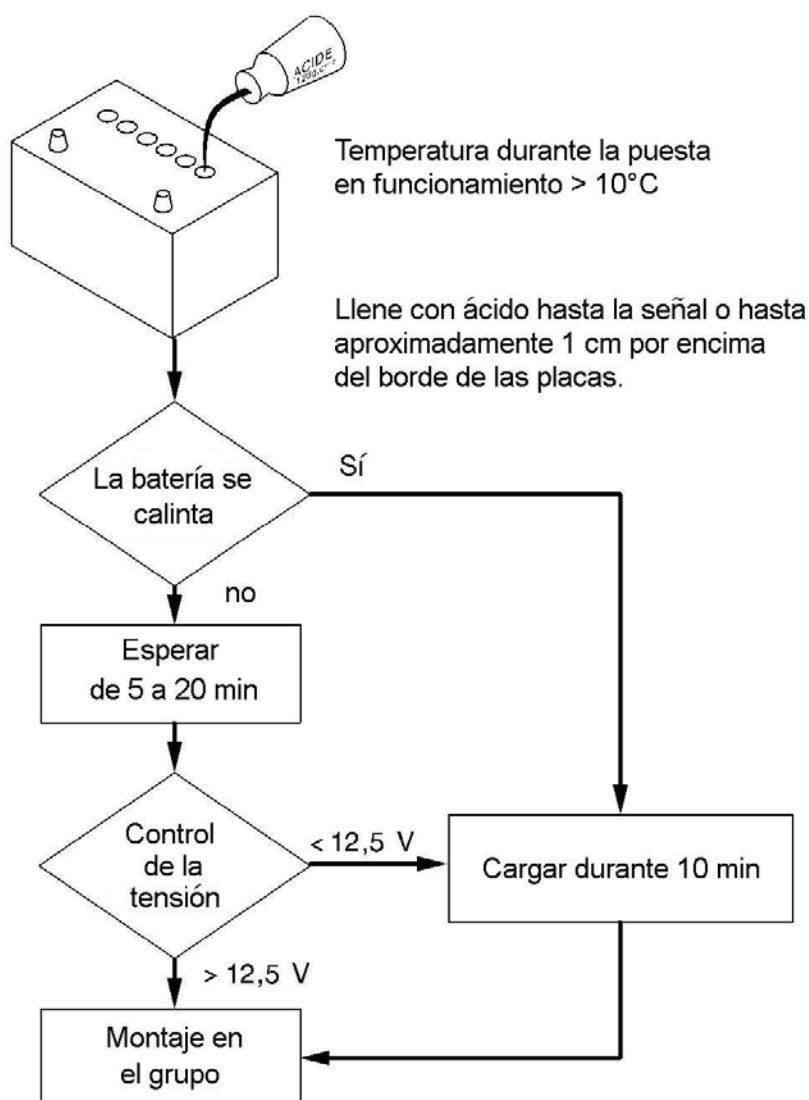 ACIDE
Temperatura durante la puesta
en funcionamiento > 10°C
Llene con ácido hasta la señal o hasta
aproximadamente 1 cm por encima
del borde de las placas.
La batería se
calinta
Sí
no
Esperar
de 5 a 20 min
Control
de la
tensión
< 12,5 V
Cargar durante 10 min
> 12,5 V
Montaje en
el grupo